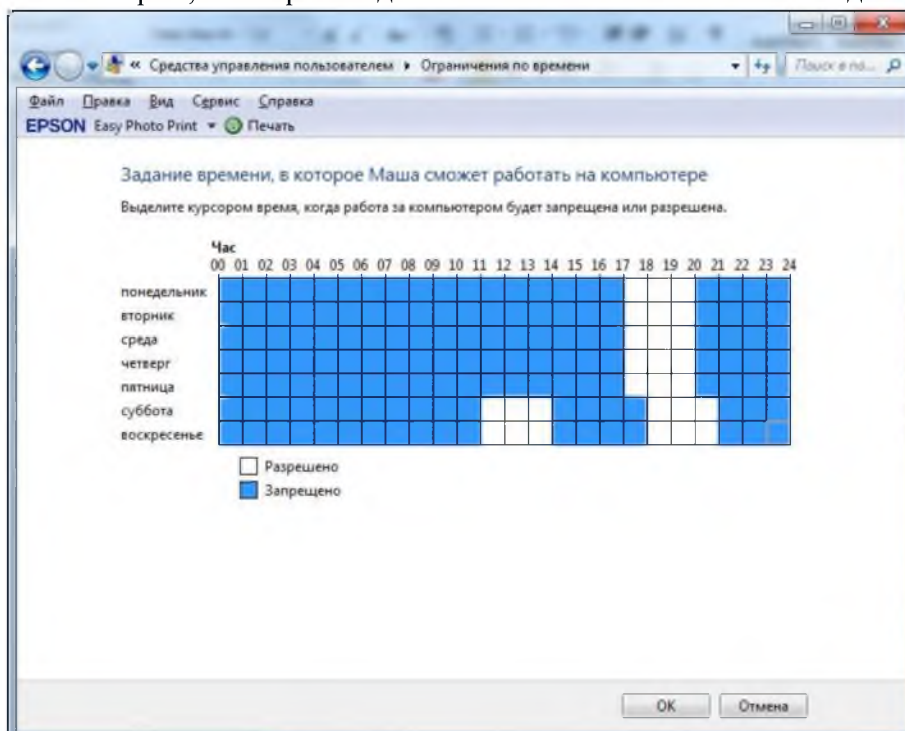 « Средства управления пользователем ▸ Ограничения по времени
Поиск в па...
Файл Правка Вид Сервис Справка
EPSON Easy Photo Print Печать
Задание времени, в которое Маша сможет работать на компьютере
Выделите курсором время, когда работа за компьютером будет запрещена или разрешена.
Час
00 01 02 03 04 05 06 07 08 09 10 11 12 13 14 15 16 17 18 19 20 21 22 23 24
понедельник
вторник
среда
четверг
пятница
суббота
воскресенье
Разрешено
Запрещено
OK Отмена